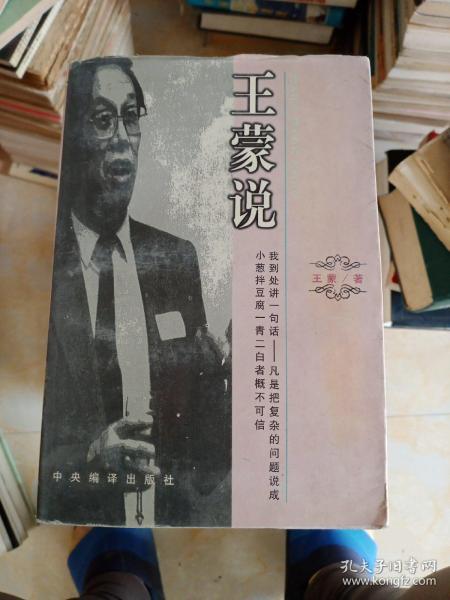 王蒙说
王蒙/著
我到处讲一句话——凡是把复杂的问题说成
小葱拌豆腐一青二白者概不可信
中央编译出版社
孔夫子旧书网
www.kongfz.com